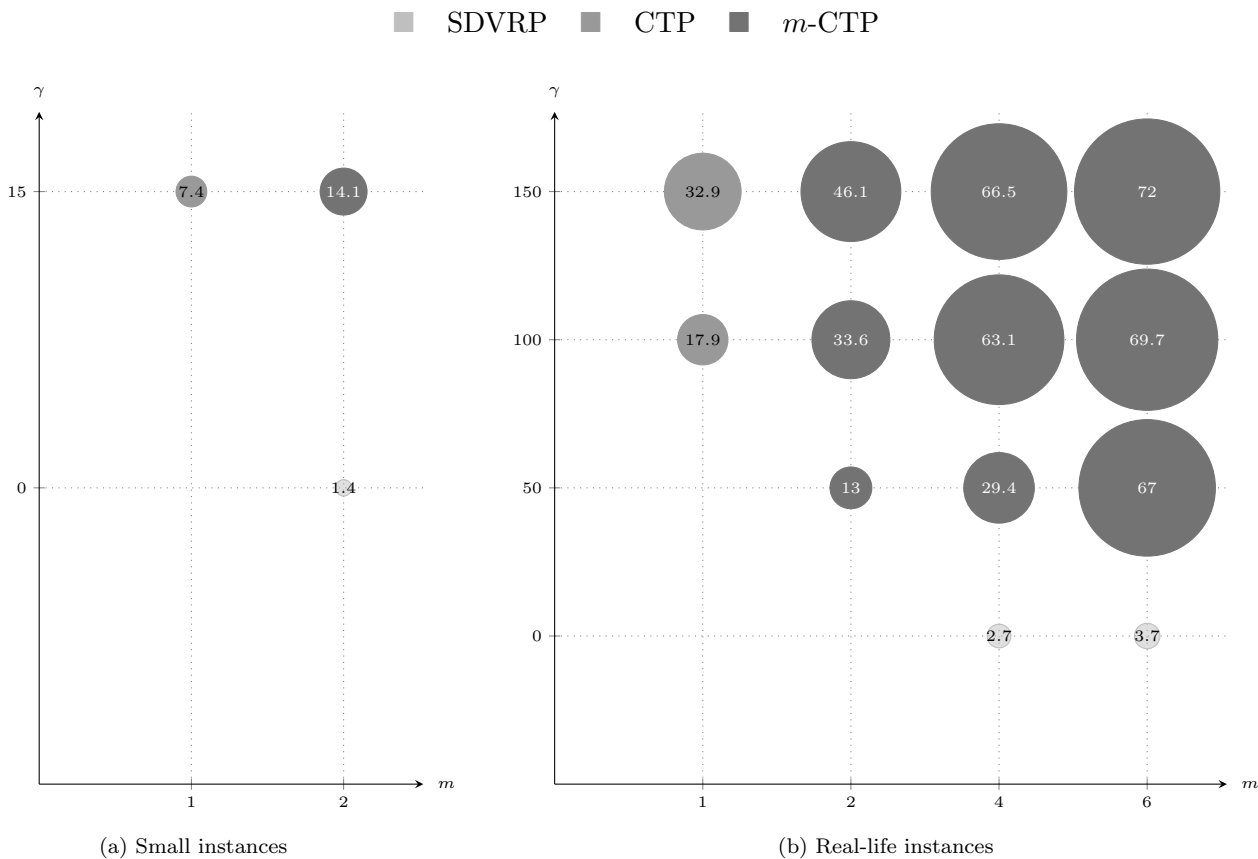 SDVRP CTP m-CTP
γ γ
15 7.4 14.1 150 32.9 46.1 66.5 72
100 17.9 33.6 63.1 69.7
0 1.4 50 13 29.4 67
0 2.7 3.7
m m
1 2 1 2 4 6
(a) Small instances (b) Real-life instances